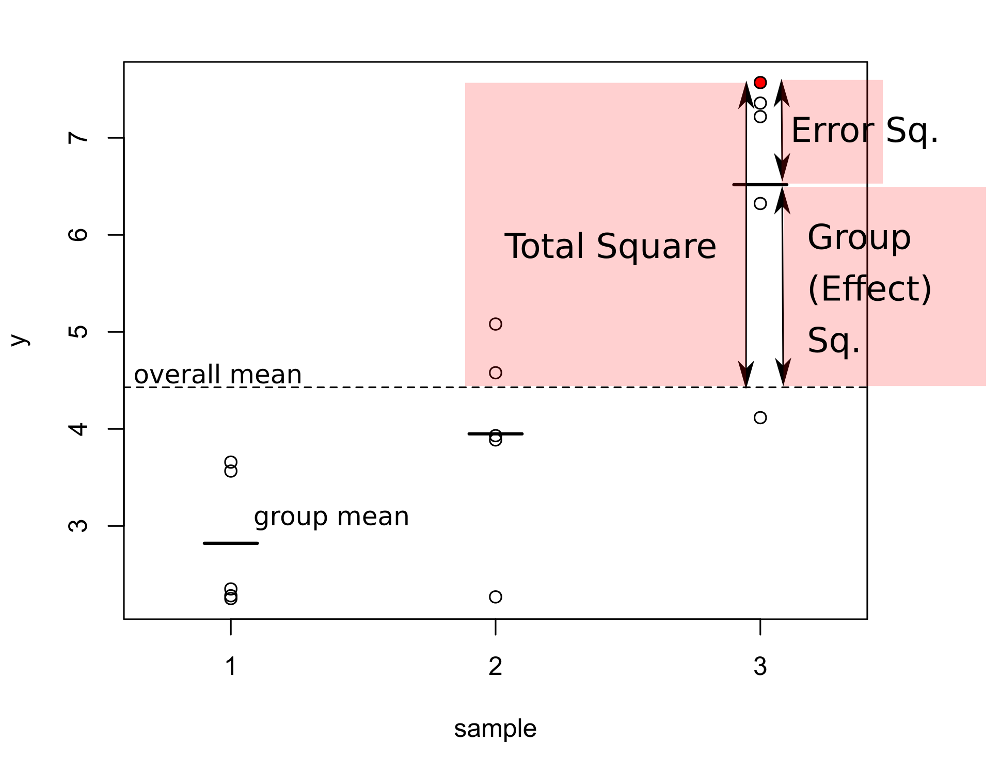 7
6
5
4
3
y
overall mean
group mean
Total Square
Error Sq.
Group
(Effect)
Sq.
1 2 3
sample